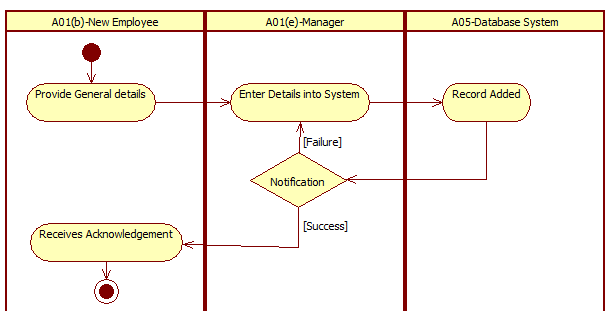 A01(b)-New Employee
A01(e)-Manager
A05-Database System
Provide General details
Enter Details into System
Record Added
[Failure]
Notification
[Success]
Receives Acknowledgement